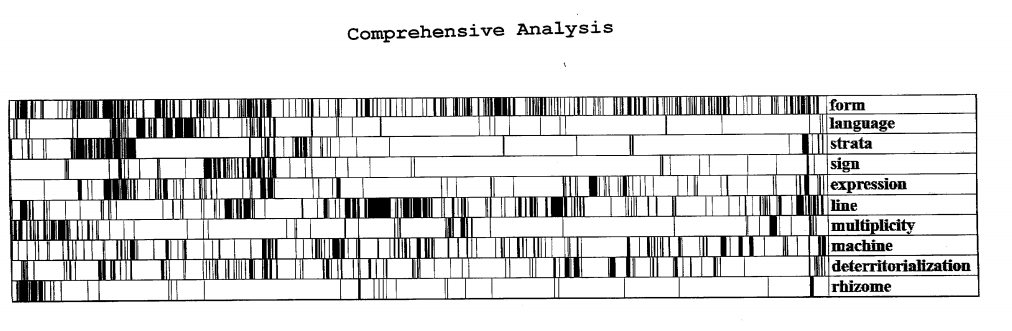 Comprehensive Analysis
form
language
strata
sign
expression
line
multiplicity
machine
deterritorialization
rhizome